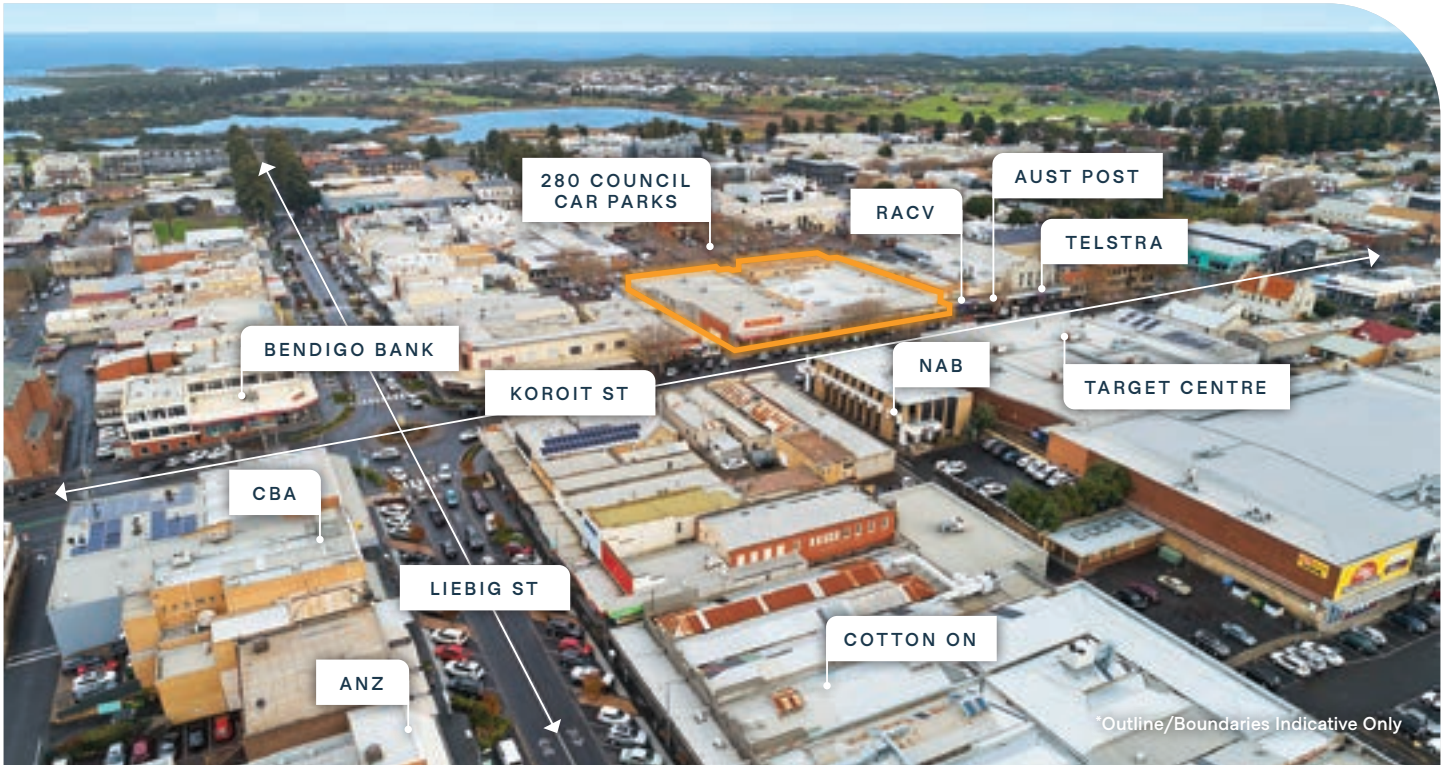 280 COUNCIL
CAR PARKS
AUST POST
RACV
TELSTRA
BENDIGO BANK
KOROIT ST
NAB
TARGET CENTRE
CBA
LIEBIG ST
COTTON ON
ANZ
*Outline/Boundaries Indicative Only